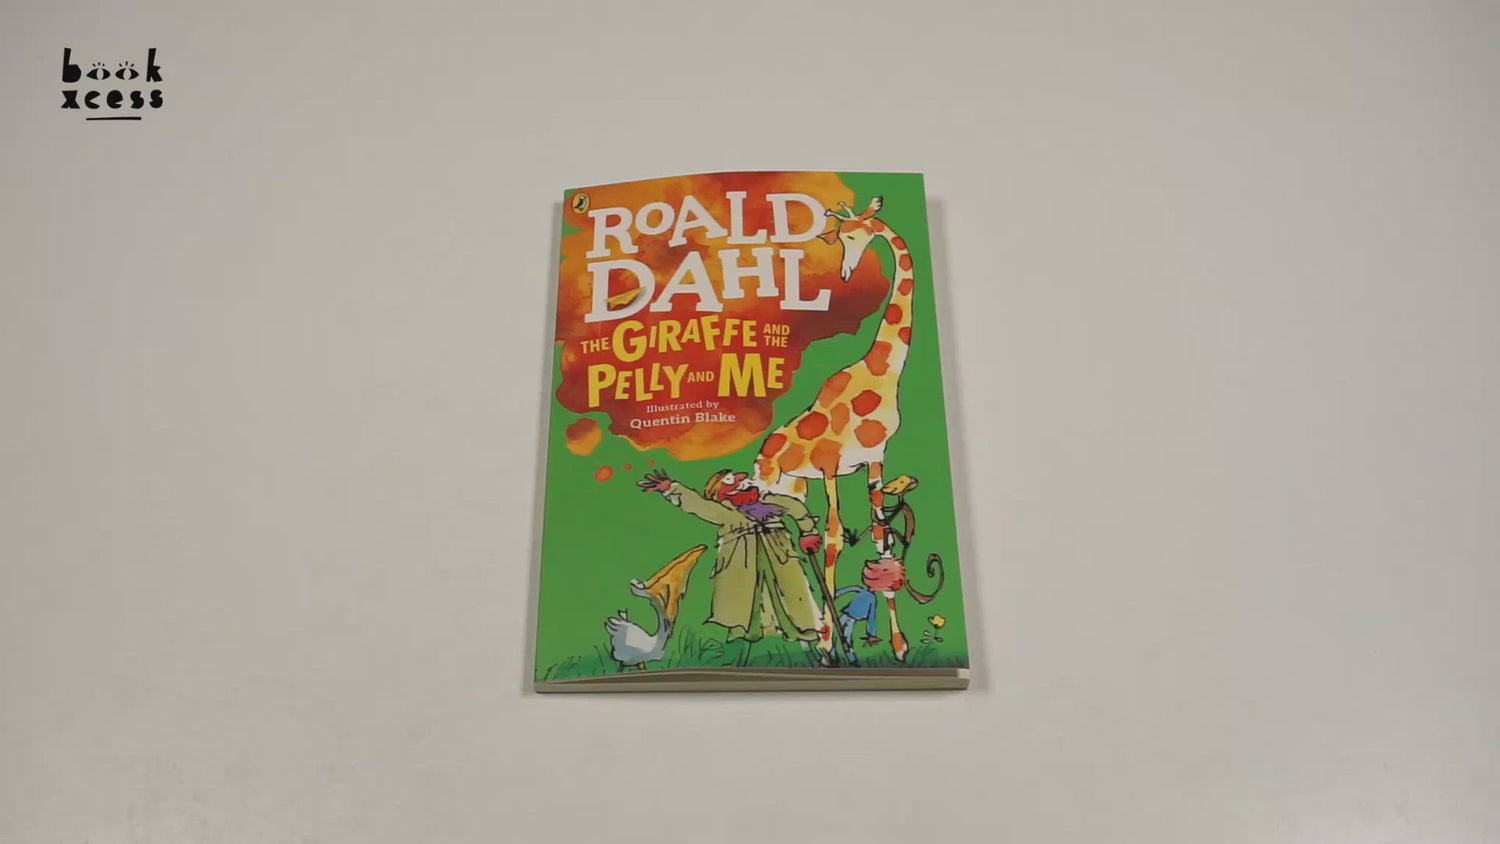 book
xcess
ROALD
DAHL
THE GIRAFFE AND THE
PELLY AND ME
Illustrated by
Quentin Blake